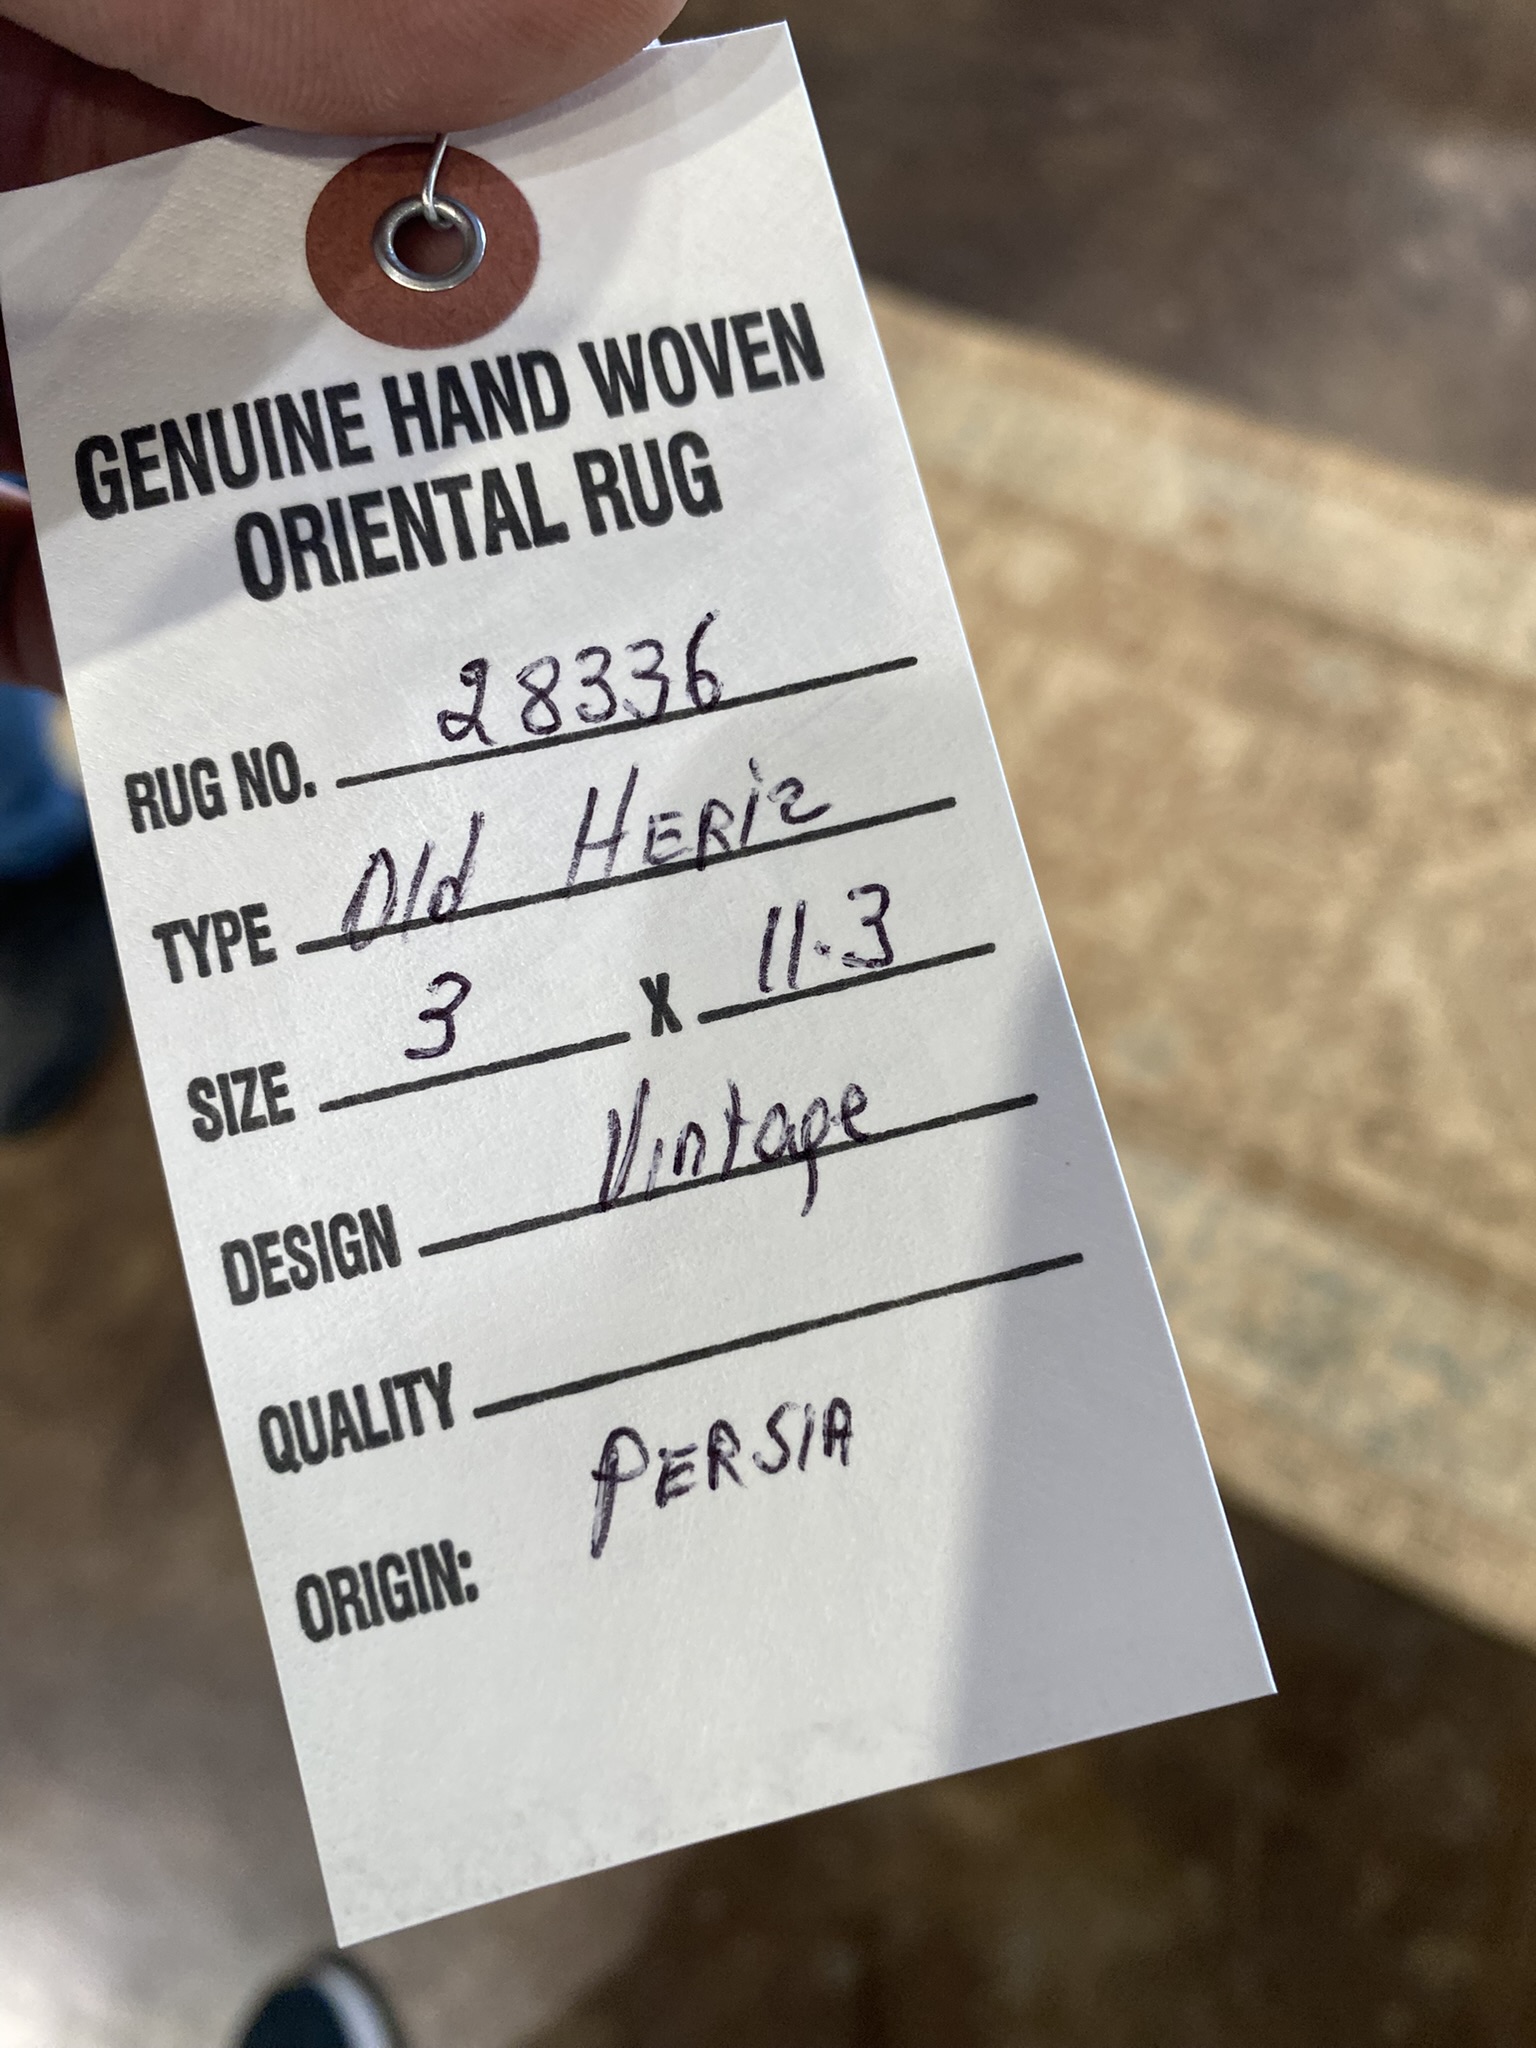 GENUINE HAND WOVEN
ORIENTAL RUG
RUG NO. 28336
TYPE Old HERiz
SIZE 3 X 11.3
DESIGN Vintage
QUALITY
ORIGIN: PERSIA